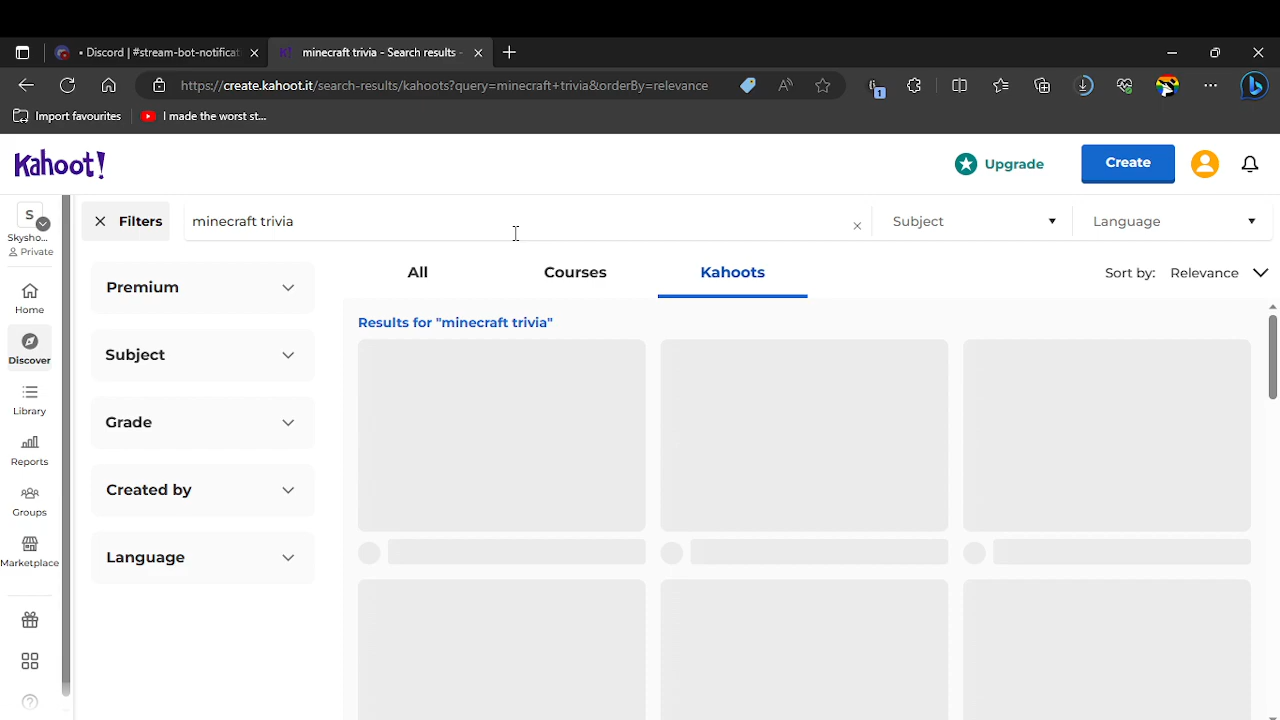 • Discord | #stream-bot-notificat
K! minecraft trivia - Search results -
https://create.kahoot.it/search-results/kahoots?query=minecraft+trivia&orderBy=relevance
1
Import favourites
I made the worst st...
Kahoot!
Upgrade
Create
S
Skysho...
Private
Home
Discover
Library
Reports
Groups
Marketplace
Filters
minecraft trivia
Subject
Language
Premium
Subject
Grade
Created by
Language
All
Courses
Kahoots
Sort by: Relevance
Results for "minecraft trivia"